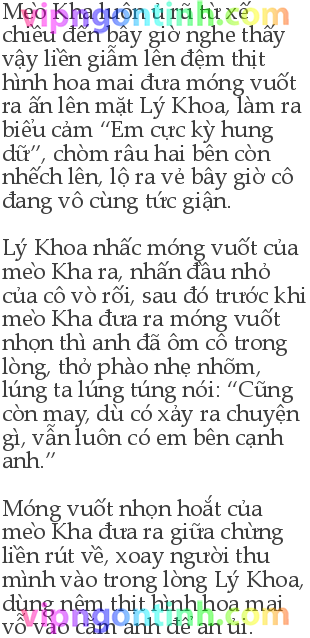 Mèo Kha luôn ủ rũ từ xế
chiều đến bây giờ nghe thấy
vậy liền giẫm lên đệm thịt
hình hoa mai đưa móng vuốt
ra ấn lên mặt Lý Khoa, làm ra
biểu cảm “Em cực kỳ hung
dữ”, chòm râu hai bên còn
nhếch lên, lộ ra vẻ bây giờ cô
đang vô cùng tức giận.
Lý Khoa nhấc móng vuốt của
mèo Kha ra, nhấn đầu nhỏ
của cô vò rối, sau đó trước khi
mèo Kha đưa ra móng vuốt
nhọn thì anh đã ôm cô trong
lòng, thở phào nhẹ nhõm,
lúng ta lúng túng nói: “Cũng
còn may, dù có xảy ra chuyện
gì, vẫn luôn có em bên cạnh
anh.”
Móng vuốt nhọn hoắt của
mèo Kha đưa ra giữa chừng
liền rút về, xoay người thu
mình vào trong lòng Lý Khoa,
dùng nệm thịt hình hoa mai
vỗ vào cằm anh để an ủi.
vipngontinh.com
vipngontinh.com